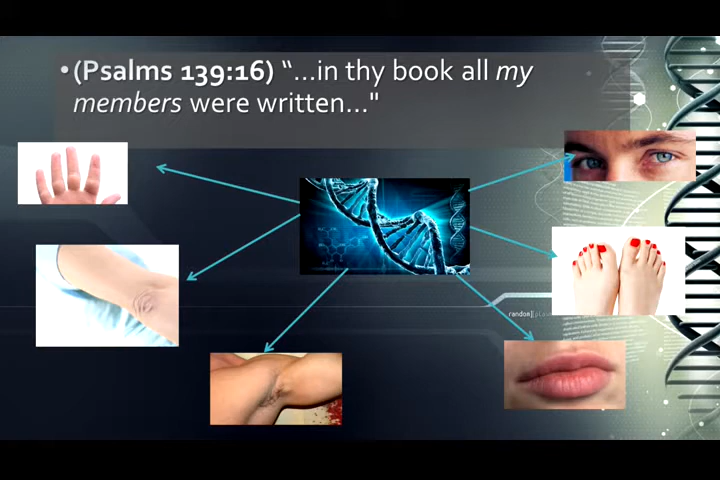 •(Psalms 139:16) “...in thy book all my
members were written..."